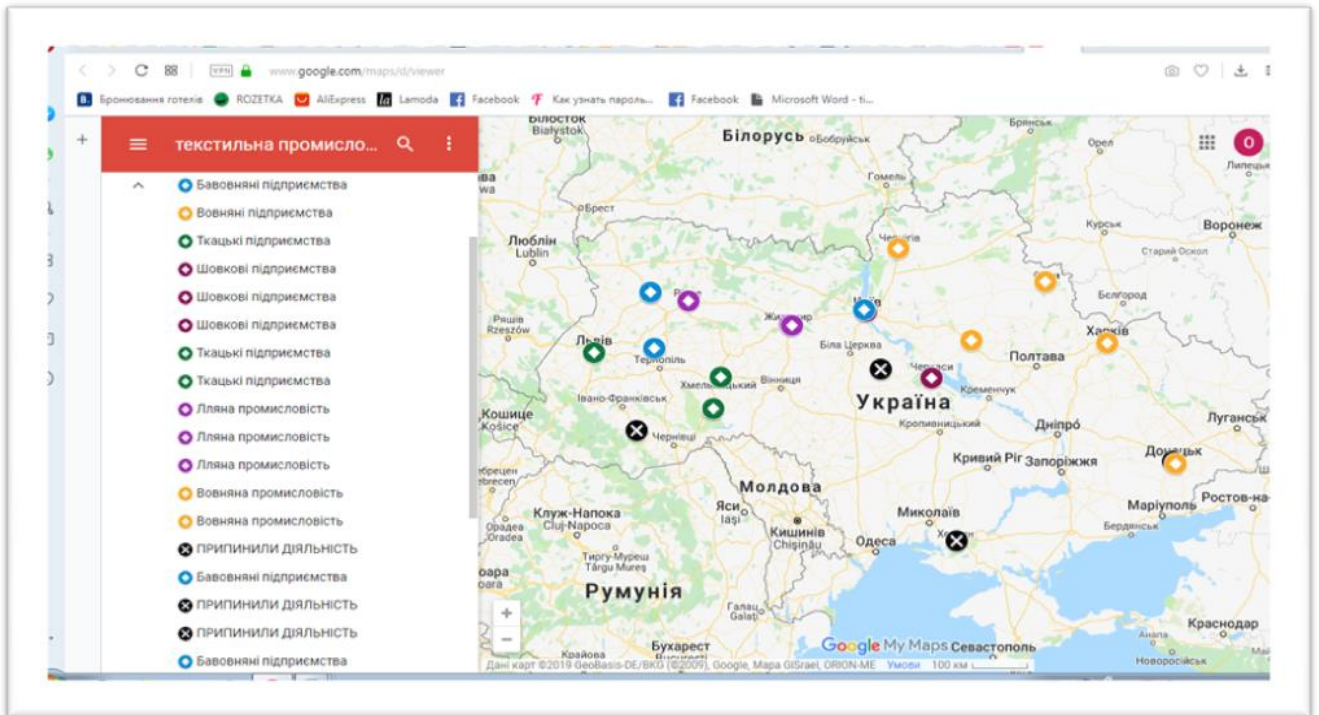 VPN www.google.com/maps/d/viewer
B. Бронювання готелів ROZETKA AliExpress la Lamoda Facebook Как узнать пароль... Facebook Microsoft Word - ti...
текстильна промисло...
O
Бавовняні підприємства
Вовняні підприємства
Ткацькі підприємства
Шовкові підприємства
Шовкові підприємства
Шовкові підприємства
Ткацькі підприємства
Ткацькі підприємства
Лляна промисловість
Лляна промисловість
Лляна промисловість
Вовняна промисловість
Вовняна промисловість
ПРИПИНИЛИ ДІЯЛЬНІСТЬ
Бавовняні підприємства
ПРИПИНИЛИ ДІЯЛЬНІСТЬ
ПРИПИНИЛИ ДІЯЛЬНІСТЬ
Бавовняні підприємства
Білосток
Białystok
Білорусь
Бобруйськ
Брянськ
Орел
Липецьк
Гомель
Брест
Курськ
Воронеж
Старий Оскол
Люблін
Lublin
Бєлгород
Ряшів
Rzeszów
Львів
Харків
Біла Церква
Полтава
Тернопіль
Хмельницький
Вінниця
Черкаси
Кременчук
Івано-Франківськ
Україна
Кошице
Košice
Чернівці
Кропивницький
Дніпро
Луганськ
Кривий Ріг
Запоріжжя
Донецьк
Молдова
Маріуполь
Ростов-на-
Бердянськ
Клуж-Напока
Cluj-Napoca
Яси
Iași
Миколаїв
Орадеа
Oradea
Кишинів
Chișinău
Одеса
Тиргу-Муреш
Târgu Mureș
Румунія
Галац
Galați
Краснодар
Анапа
Новоросійськ
Крайова
Бухарест
Google My Maps
Севастополь
Дані карт ©2019 GeoBasis-DE/BKG (©2009), Google, Mapa GISrael, ORION-ME Умови 100 км